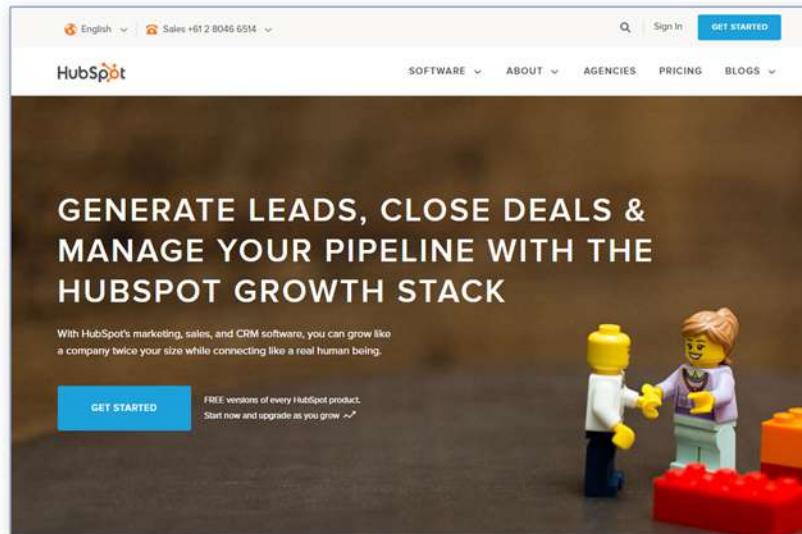 English
Sales +61 2 8046 6514
Sign In
GET STARTED
HubSpot
SOFTWARE
ABOUT
AGENCIES
PRICING
BLOGS
GENERATE LEADS, CLOSE DEALS &
MANAGE YOUR PIPELINE WITH THE
HUBSPOT GROWTH STACK
With HubSpot's marketing, sales, and CRM software, you can grow like
a company twice your size while connecting like a real human being.
GET STARTED
FREE versions of every HubSpot product.
Start now and upgrade as you grow